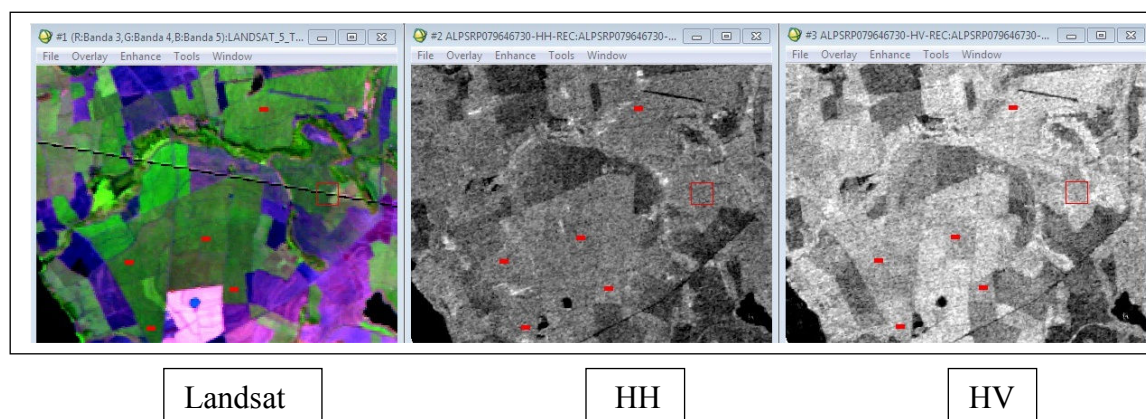 #1 (R:Banda 3,G:Banda 4,B:Banda 5):LANDSAT_5_T...
File Overlay Enhance Tools Window
#2 ALPSRP079646730-HH-REC:ALPSRP079646730-...
File Overlay Enhance Tools Window
#3 ALPSRP079646730-HV-REC:ALPSRP079646730-...
File Overlay Enhance Tools Window
Landsat
HH
HV